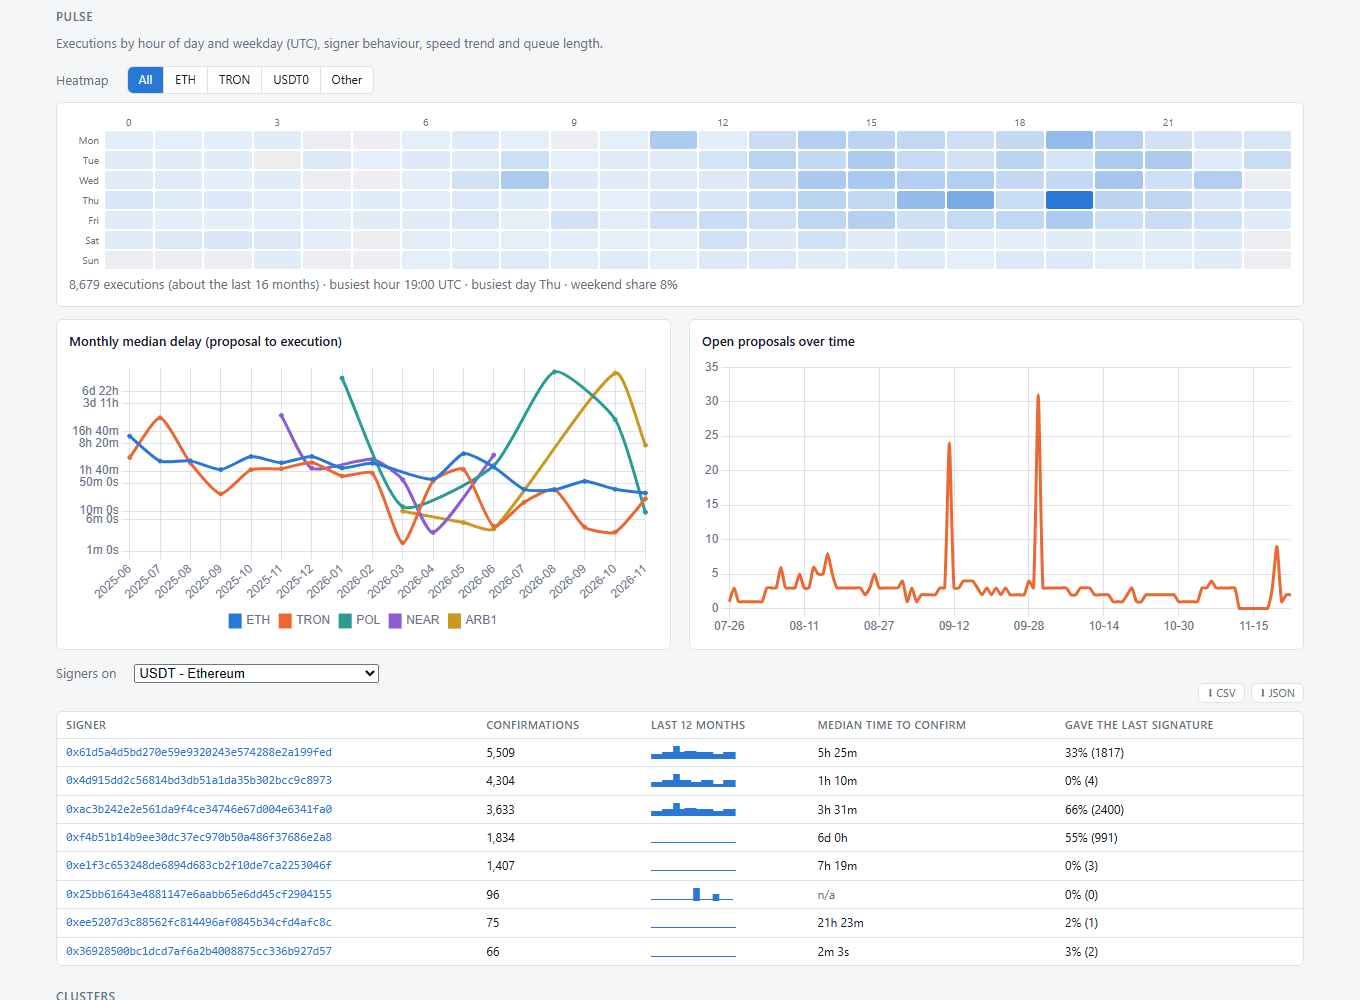 PULSE
Executions by hour of day and weekday (UTC), signer behaviour, speed trend and queue length.
Heatmap All ETH TRON USDT0 Other
0 3 6 9 12 15 18 21
Mon
Tue
Wed
Thu
Fri
Sat
Sun
8,679 executions (about the last 16 months) · busiest hour 19:00 UTC · busiest day Thu · weekend share 8%
Monthly median delay (proposal to execution)
6d 22h
3d 11h
16h 40m
8h 20m
1h 40m
50m 0s
10m 0s
6m 0s
1m 0s
2025-06 2025-07 2025-08 2025-09 2025-10 2025-11 2025-12 2026-01 2026-02 2026-03 2026-04 2026-05 2026-06 2026-07 2026-08 2026-09 2026-10 2026-11
ETH TRON POL NEAR ARB1
Open proposals over time
35
30
25
20
15
10
5
0
07-26 08-11 08-27 09-12 09-28 10-14 10-30 11-15
Signers on USDT - Ethereum
⬇ CSV ⬇ JSON
SIGNER CONFIRMATIONS LAST 12 MONTHS MEDIAN TIME TO CONFIRM GAVE THE LAST SIGNATURE
0x61d5a4d5bd270e59e9320243e574288e2a199fed 5,509 5h 25m 33% (1817)
0x4d915dd2c56814bd3db51a1da35b302bcc9c8973 4,304 1h 10m 0% (4)
0xac3b242e2e561da9f4ce34746e67d004e6341fa0 3,633 3h 31m 66% (2400)
0xf4b51b14b9ee30dc37ec970b50a486f37686e2a8 1,834 6d 0h 55% (991)
0xe1f3c653248de6894d683cb2f10de7ca2253046f 1,407 7h 19m 0% (3)
0x25bb61643e4881147e6aabb65e6dd45cf2904155 96 n/a 0% (0)
0xee5207d3c88562fc814496af0845b34cfd4afc8c 75 21h 23m 2% (1)
0x36928500bc1dcd7af6a2b4008875cc336b927d57 66 2m 3s 3% (2)
CLUSTERS